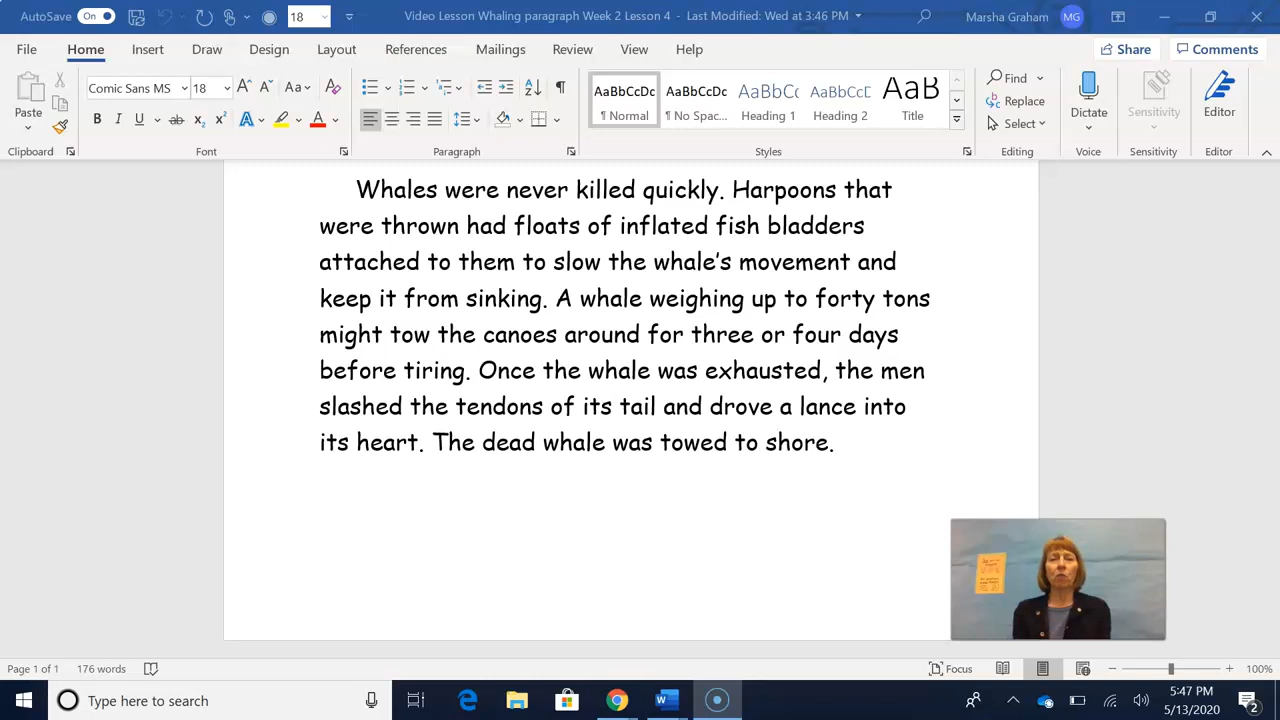 AutoSave On 18 Video Lesson Whaling paragraph Week 2 Lesson 4 - Last Modified: Wed at 3:46 PM Marsha Graham MG
File Home Insert Draw Design Layout References Mailings Review View Help Share Comments
Paste
Comic Sans MS 18
AaBbCcDc AaBbCcDc AaBbCc AaBbCcD AaB
¶ Normal ¶ No Spac... Heading 1 Heading 2 Title
Find
Replace
Select
Dictate
Sensitivity
Editor
Clipboard Font Paragraph Styles Editing Voice Sensitivity Editor
Whales were never killed quickly. Harpoons that
were thrown had floats of inflated fish bladders
attached to them to slow the whale's movement and
keep it from sinking. A whale weighing up to forty tons
might tow the canoes around for three or four days
before tiring. Once the whale was exhausted, the men
slashed the tendons of its tail and drove a lance into
its heart. The dead whale was towed to shore.
Page 1 of 1 176 words Focus 100%
Type here to search
5:47 PM
5/13/2020
2